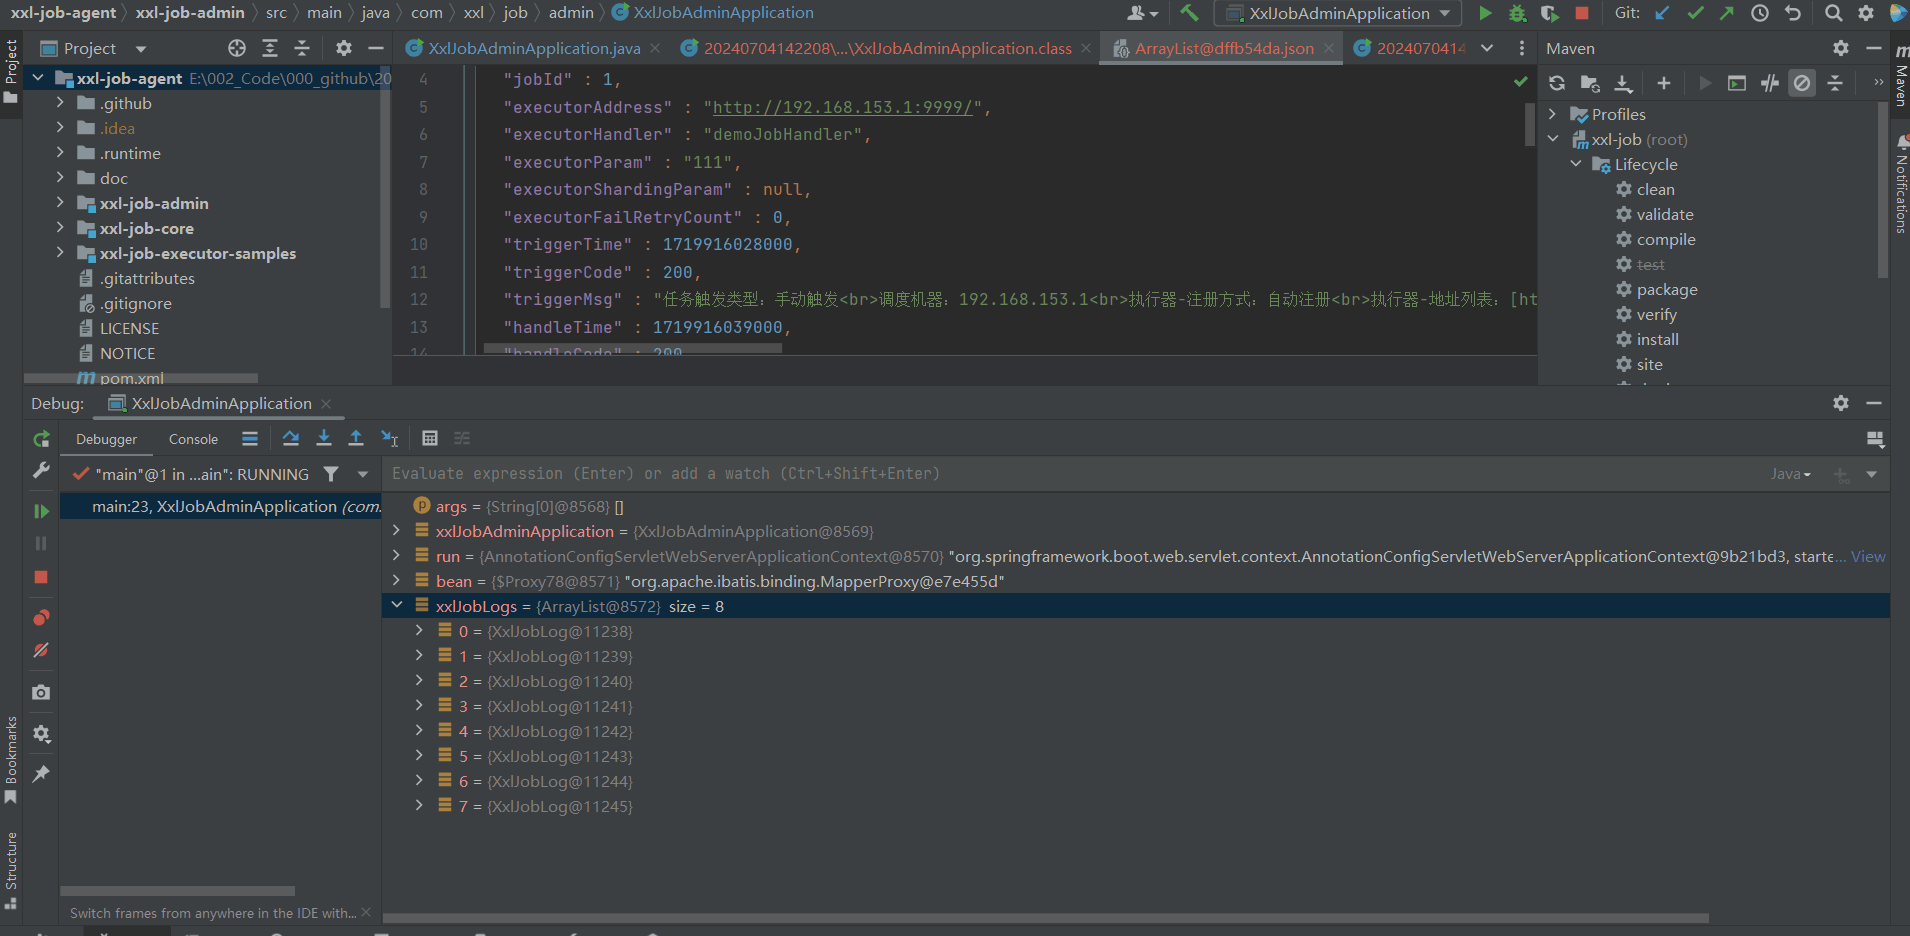 xxl-job-agent 〉 xxl-job-admin 〉 src 〉 main 〉 java 〉 com 〉 xxl 〉 job 〉 admin 〉 XxlJobAdminApplication
XxlJobAdminApplication
Git:
Project
Project
XxlJobAdminApplication.java
20240704142208\...\XxlJobAdminApplication.class
ArrayList@dffb54da.json
2024070414
Maven
xxl-job-agent E:\002_Code\000_github\20
.github
.idea
.runtime
doc
xxl-job-admin
xxl-job-core
xxl-job-executor-samples
.gitattributes
.gitignore
LICENSE
NOTICE
pom.xml
4 "jobId" : 1,
5 "executorAddress" : "http://192.168.153.1:9999/",
6 "executorHandler" : "demoJobHandler",
7 "executorParam" : "111",
8 "executorShardingParam" : null,
9 "executorFailRetryCount" : 0,
10 "triggerTime" : 1719916028000,
11 "triggerCode" : 200,
12 "triggerMsg" : "任务触发类型：手动触发<br>调度机器：192.168.153.1<br>执行器-注册方式：自动注册<br>执行器-地址列表：[ht
13 "handleTime" : 1719916039000,
14 "handleCode" : 200
Profiles
xxl-job (root)
Lifecycle
clean
validate
compile
test
package
verify
install
site
Maven
Notifications
Debug: XxlJobAdminApplication
Debugger
Console
"main"@1 in ...ain": RUNNING
Evaluate expression (Enter) or add a watch (Ctrl+Shift+Enter)
Java
main:23, XxlJobAdminApplication (com.
args = {String[0]@8568} []
xxlJobAdminApplication = {XxlJobAdminApplication@8569}
run = {AnnotationConfigServletWebServerApplicationContext@8570} "org.springframework.boot.web.servlet.context.AnnotationConfigServletWebServerApplicationContext@9b21bd3, starte... View
bean = {$Proxy78@8571} "org.apache.ibatis.binding.MapperProxy@e7e455d"
xxlJobLogs = {ArrayList@8572} size = 8
0 = {XxlJobLog@11238}
1 = {XxlJobLog@11239}
2 = {XxlJobLog@11240}
3 = {XxlJobLog@11241}
4 = {XxlJobLog@11242}
5 = {XxlJobLog@11243}
6 = {XxlJobLog@11244}
7 = {XxlJobLog@11245}
Bookmarks
Structure
Switch frames from anywhere in the IDE with...